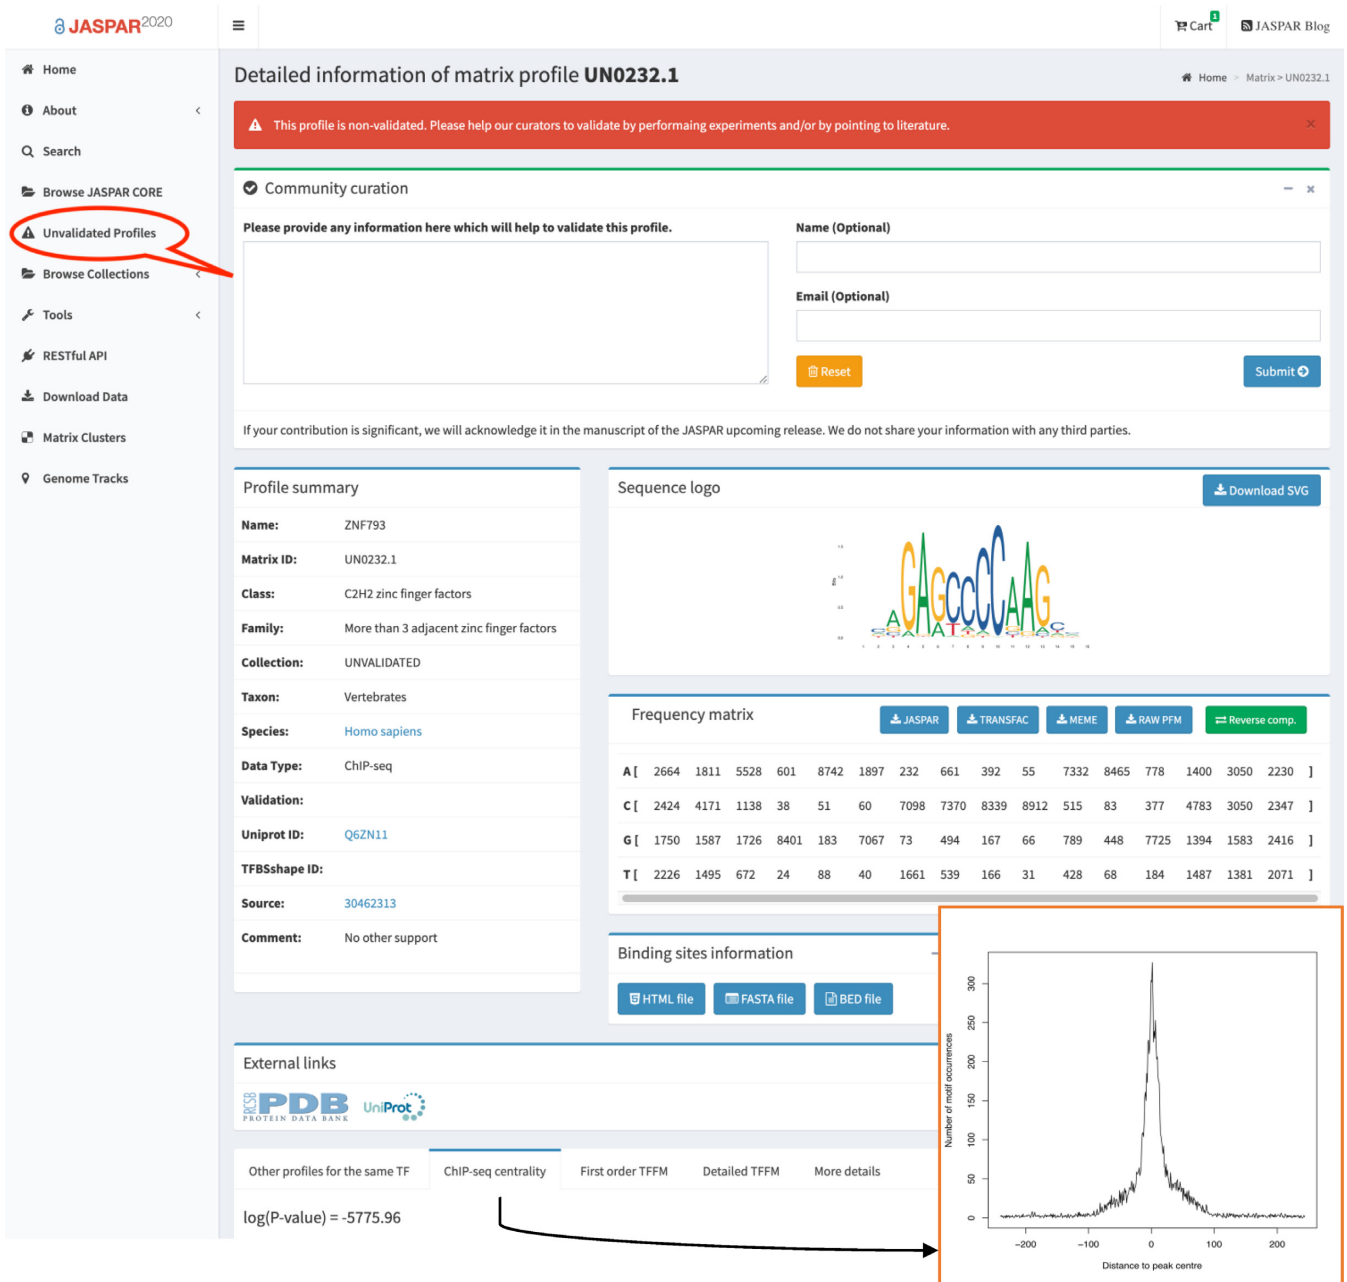 JASPAR2020
Cart 1
JASPAR Blog
Home
About
Search
Browse JASPAR CORE
Unvalidated Profiles
Browse Collections
Tools
RESTful API
Download Data
Matrix Clusters
Genome Tracks
Detailed information of matrix profile UN0232.1
Home > Matrix > UN0232.1
This profile is non-validated. Please help our curators to validate by performaing experiments and/or by pointing to literature.
Community curation
Please provide any information here which will help to validate this profile.
Name (Optional)
Email (Optional)
Reset
Submit
If your contribution is significant, we will acknowledge it in the manuscript of the JASPAR upcoming release. We do not share your information with any third parties.
Profile summary
Name: ZNF793
Matrix ID: UN0232.1
Class: C2H2 zinc finger factors
Family: More than 3 adjacent zinc finger factors
Collection: UNVALIDATED
Taxon: Vertebrates
Species: Homo sapiens
Data Type: ChIP-seq
Validation:
Uniprot ID: Q6ZN11
TFBSshape ID:
Source: 30462313
Comment: No other support
Sequence logo
Download SVG
GAGCCCCAAG
Frequency matrix
JASPAR
TRANSFAC
MEME
RAW PFM
Reverse comp.
A [ 2664 1811 5528 601 8742 1897 232 661 392 55 7332 8465 778 1400 3050 2230 ]
C [ 2424 4171 1138 38 51 60 7098 7370 8339 8912 515 83 377 4783 3050 2347 ]
G [ 1750 1587 1726 8401 183 7067 73 494 167 66 789 448 7725 1394 1583 2416 ]
T [ 2226 1495 672 24 88 40 1661 539 166 31 428 68 184 1487 1381 2071 ]
Binding sites information
HTML file
FASTA file
BED file
External links
RCSB PDB
PROTEIN DATA BANK
UniProt
Other profiles for the same TF
ChIP-seq centrality
First order TFFM
Detailed TFFM
More details
log(P-value) = -5775.96
Number of motif occurrences
300
250
200
150
100
50
0
-200 -100 0 100 200
Distance to peak centre